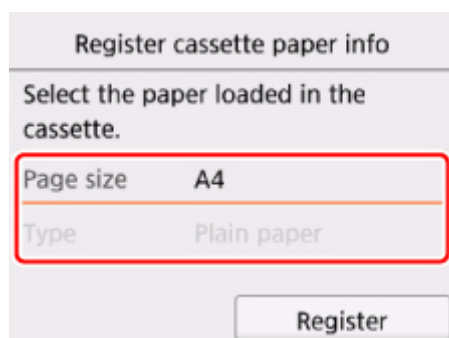 Register cassette paper info
Select the paper loaded in the
cassette.
Page size A4
Type Plain paper
Register